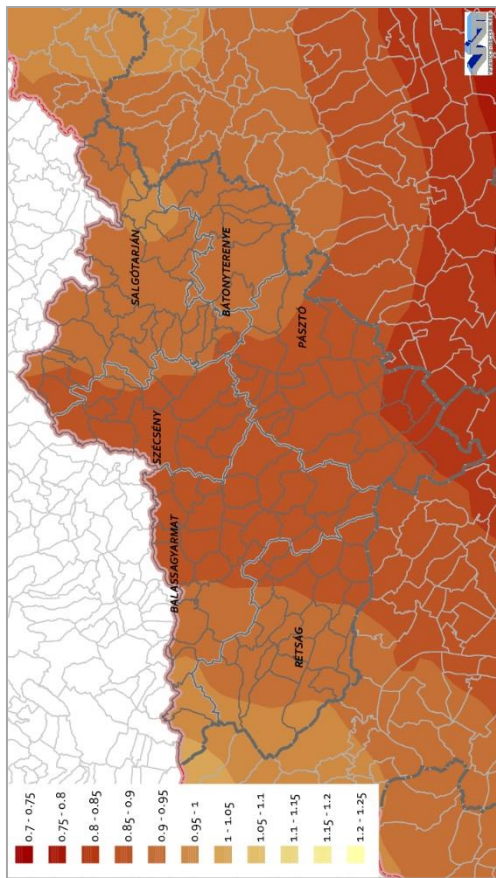 SALGÓTARJÁN
BÁTONYTERENYE
PÁSZTÓ
SZÉCSÉNY
BALASSAGYARMAT
RÉTSÁG
0.7 - 0.75
0.75 - 0.8
0.8 - 0.85
0.85 - 0.9
0.9 - 0.95
0.95 - 1
1 - 1.05
1.05 - 1.1
1.1 - 1.15
1.15 - 1.2
1.2 - 1.25